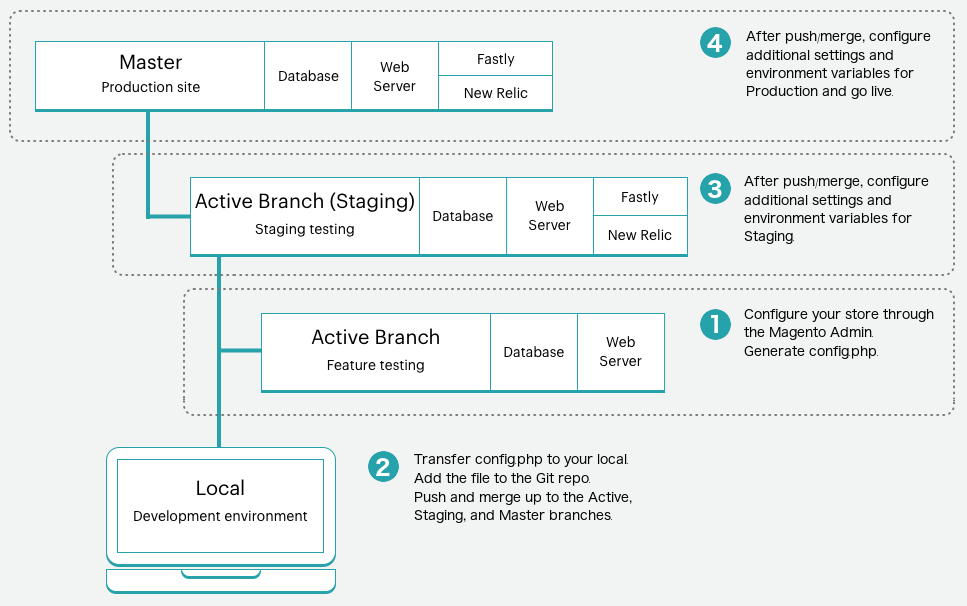 Master
Production site
Database
Web
Server
Fastly
New Relic
4
After push/merge, configure
additional settings and
environment variables for
Production and go live.
Active Branch (Staging)
Staging testing
Database
Web
Server
Fastly
New Relic
3
After push/merge, configure
additional settings and
environment variables for
Staging.
Active Branch
Feature testing
Database
Web
Server
1
Configure your store through
the Magento Admin.
Generate config.php.
Local
Development environment
2
Transfer config.php to your local.
Add the file to the Git repo.
Push and merge up to the Active,
Staging, and Master branches.